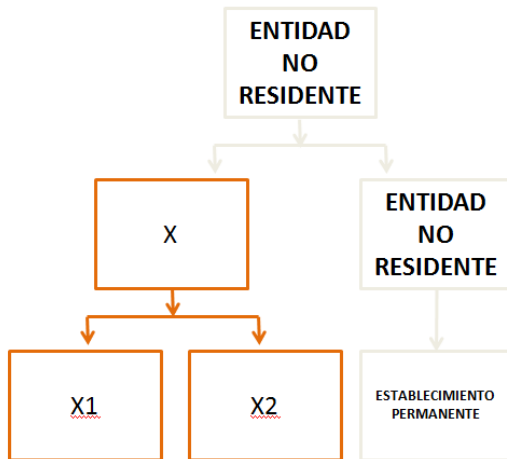 ENTIDAD
NO
RESIDENTE
X
ENTIDAD
NO
RESIDENTE
X1
X2
ESTABLECIMIENTO
PERMANENTE